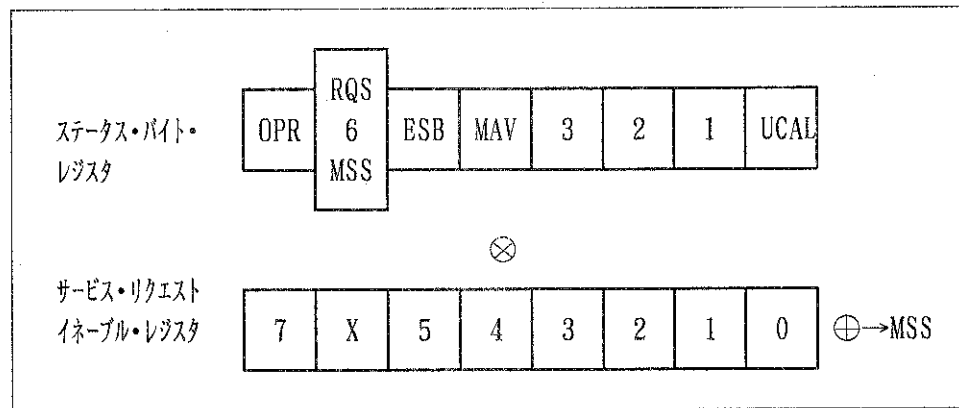 ステータス・バイト・
レジスタ
OPR RQS 6 MSS ESB MAV 3 2 1 UCAL
⊗
サービス・リクエスト
イネーブル・レジスタ
7 X 5 4 3 2 1 0 ⊕→MSS